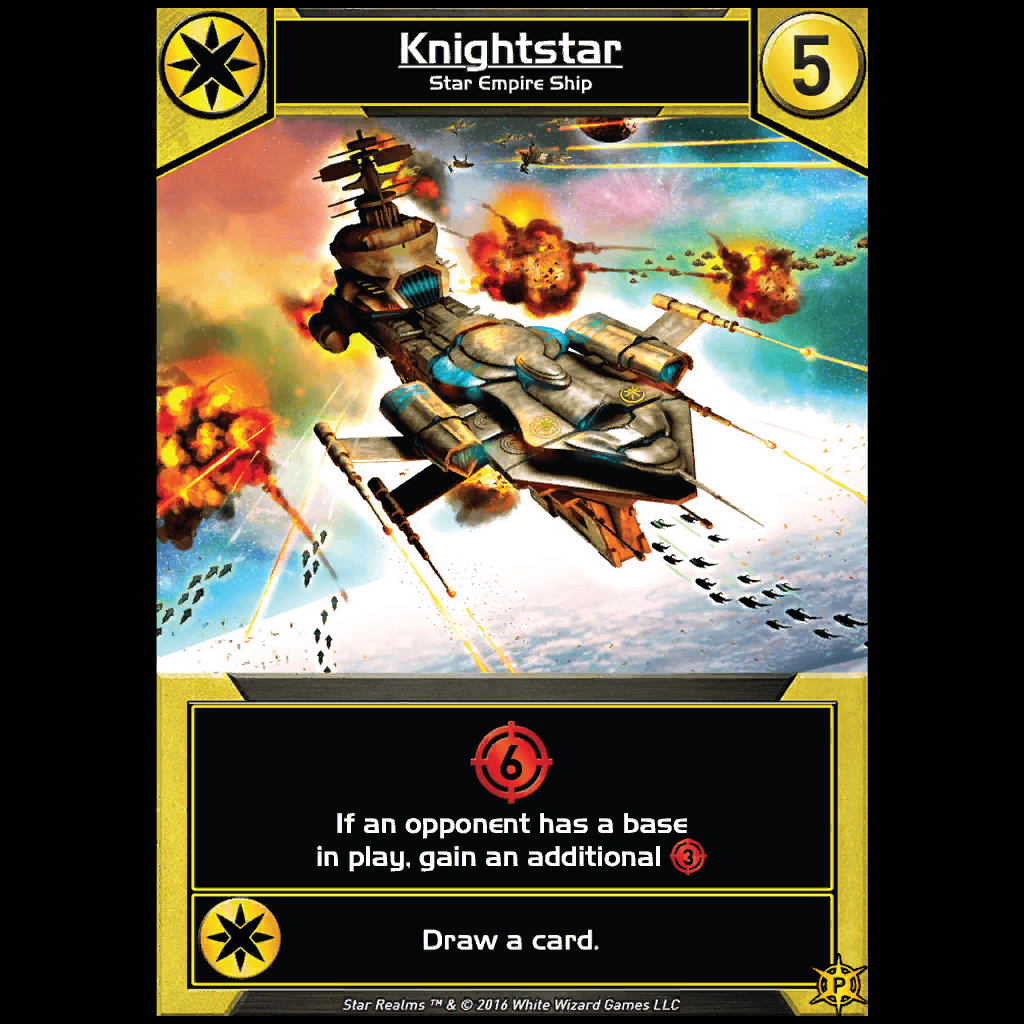 Knightstar
Star Empire Ship
5
6
If an opponent has a base
in play, gain an additional 3
Draw a card.
P
Star Realms ™ & © 2016 White Wizard Games LLC